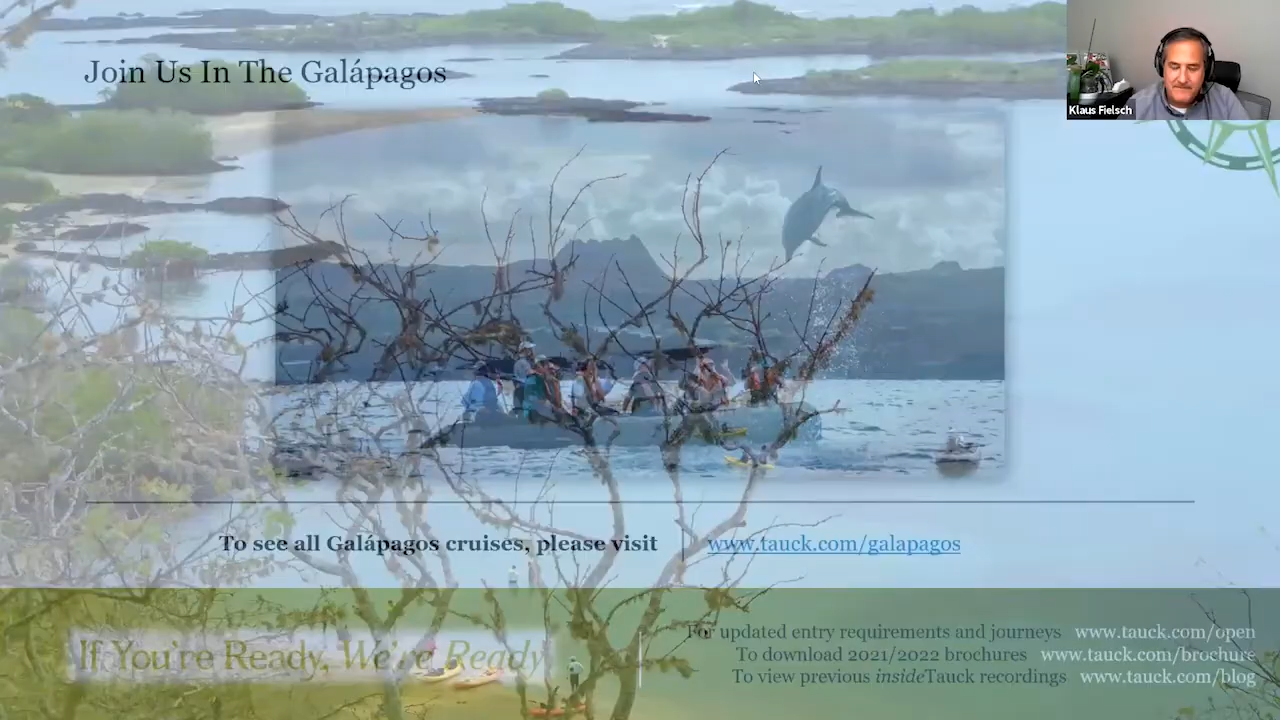 Join Us In The Galápagos
Klaus Fielsch
To see all Galápagos cruises, please visit www.tauck.com/galapagos
If You're Ready, We're Ready
For updated entry requirements and journeys www.tauck.com/open
To download 2021/2022 brochures www.tauck.com/brochure
To view previous insideTauck recordings www.tauck.com/blog